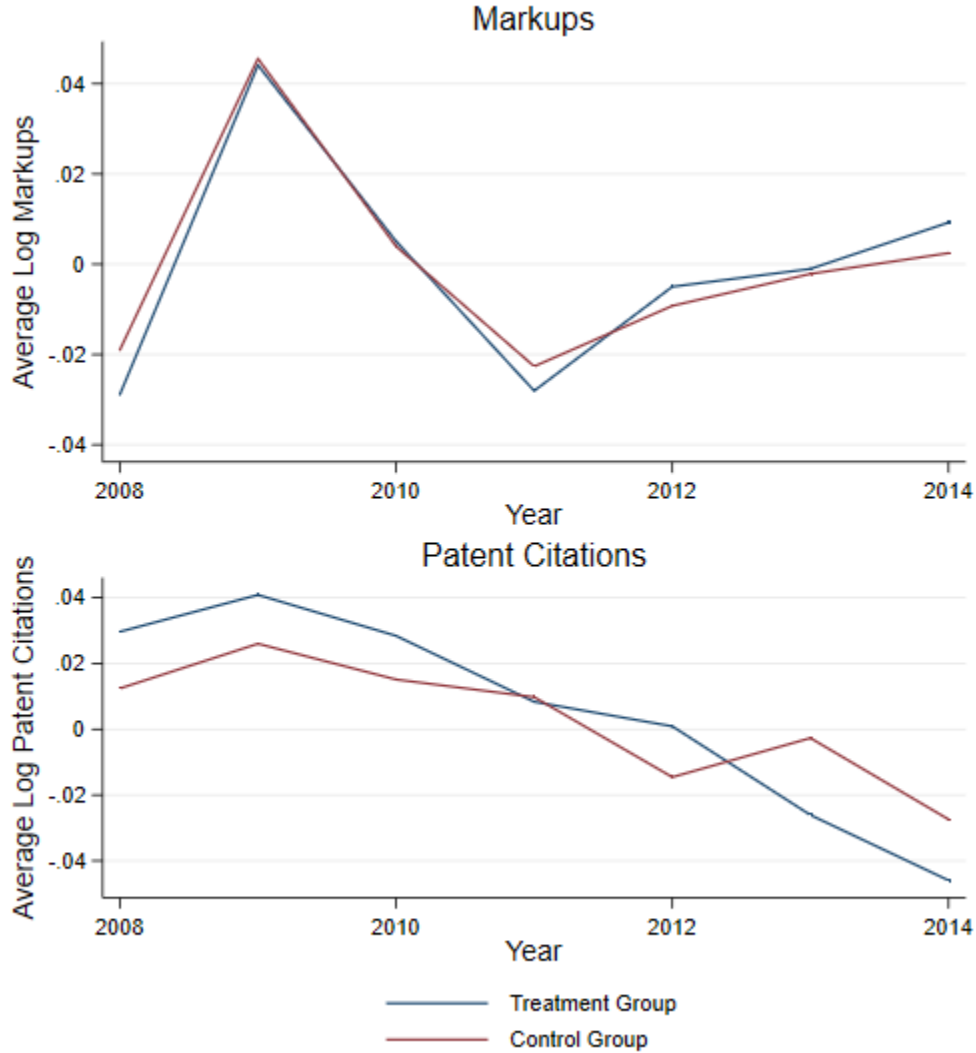 Markups
Average Log Markups
.04
.02
0
-.02
-.04
2008 2010 2012 2014
Year
Patent Citations
Average Log Patent Citations
.04
.02
0
-.02
-.04
2008 2010 2012 2014
Year
Treatment Group
Control Group